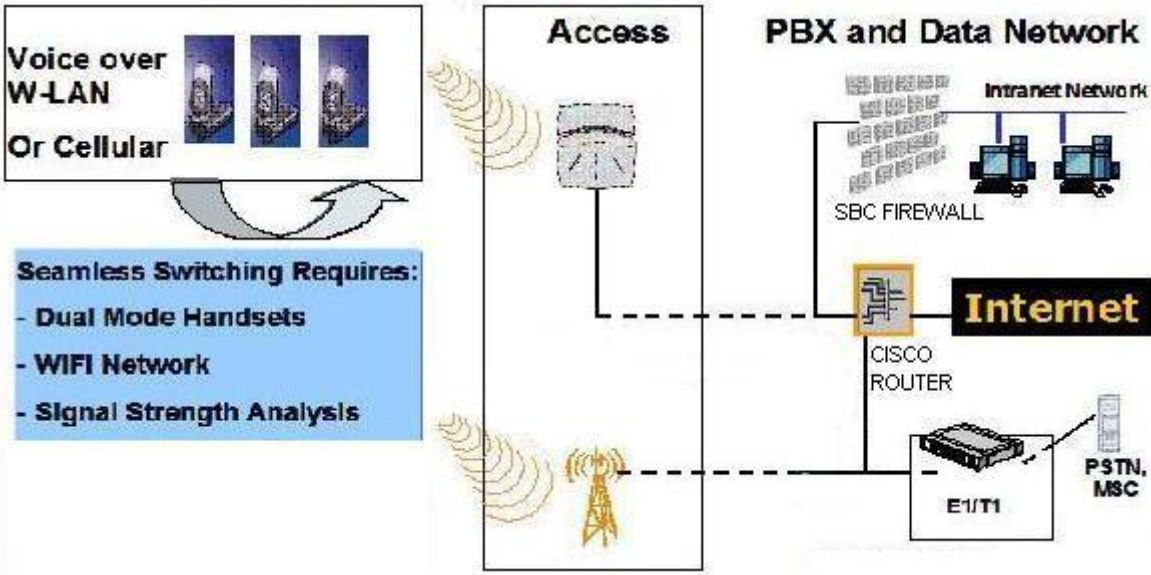 Voice over
W-LAN
Or Cellular
Seamless Switching Requires:
- Dual Mode Handsets
- WIFI Network
- Signal Strength Analysis
Access
PBX and Data Network
Intranet Network
SBC FIREWALL
Internet
CISCO
ROUTER
E1/T1
PSTN,
MSC